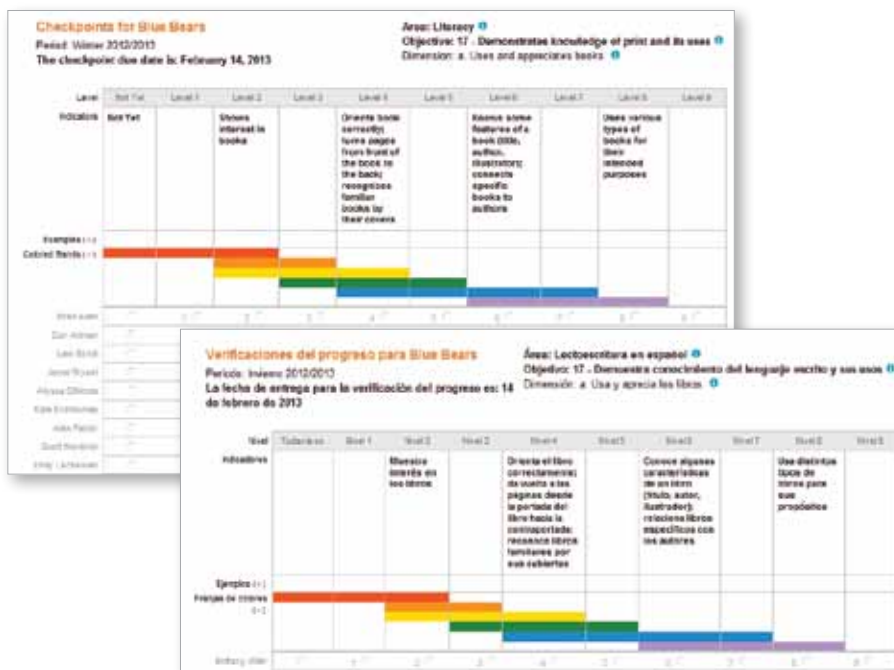 Checkpoints for Blue Bears
Period: Winter 2012/2013
The checkpoint due date is: February 14, 2013
Area: Literacy
Objective: 17 - Demonstrates knowledge of print and its uses
Dimension: a. Uses and appreciates books
Level Not Yet Level 1 Level 2 Level 3 Level 4 Level 5 Level 6 Level 7 Level 8 Level 9
Indicators
Not Yet
Shows
interest in
books
Orients book
correctly;
turns pages
from front of
the book to
the back;
recognizes
familiar
books by
their covers
Knows some
features of a
book (title,
author,
illustrator);
connects
specific
books to
authors
Uses various
types of
books for
their
intended
purposes
Examples
Colored Bands
Verificaciones del progreso para Blue Bears
Periodo: Invierno 2012/2013
La fecha de entrega para la verificación del progreso es: 14
de febrero de 2013
Área: Lectoescritura en español
Objetivo: 17 - Demuestra conocimiento del lenguaje escrito y sus usos
Dimensión: a. Usa y aprecia los libros
Nivel Todavía no Nivel 1 Nivel 2 Nivel 3 Nivel 4 Nivel 5 Nivel 6 Nivel 7 Nivel 8 Nivel 9
Indicadores
Muestra
interés en
los libros
Orienta el libro
correctamente;
da vuelta a las
páginas desde
la portada del
libro hacia la
contraportada;
reconoce libros
familiares por
sus cubiertas
Conoce algunas
características
de un libro
(título, autor,
ilustrador);
relaciona libros
específicos con
los autores
Usa distintos
tipos de
libros para
sus
propósitos
Ejemplos
Franjas de colores